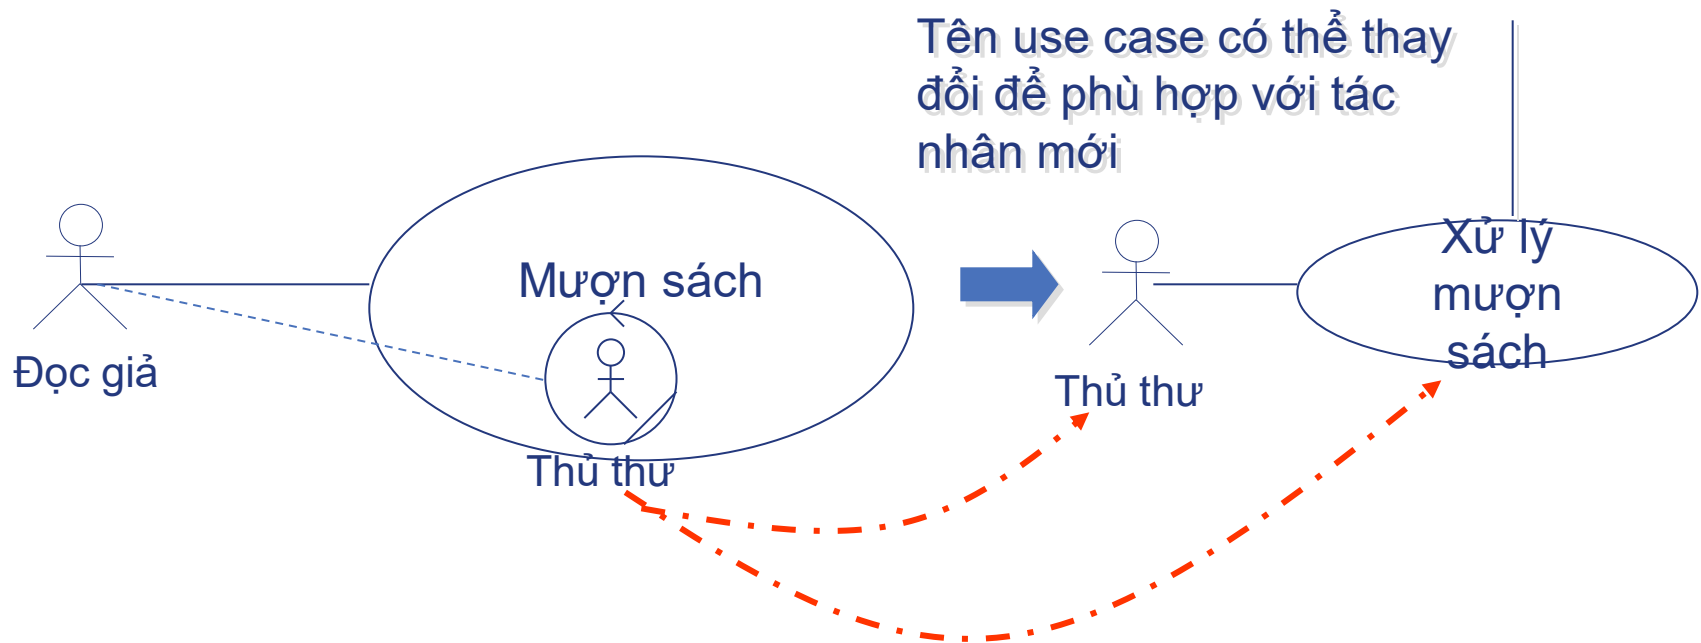 Tên use case có thể thay
đổi để phù hợp với tác
nhân mới
Mượn sách
Đọc giả
Thủ thư
Thủ thư
Xử lý
mượn
sách